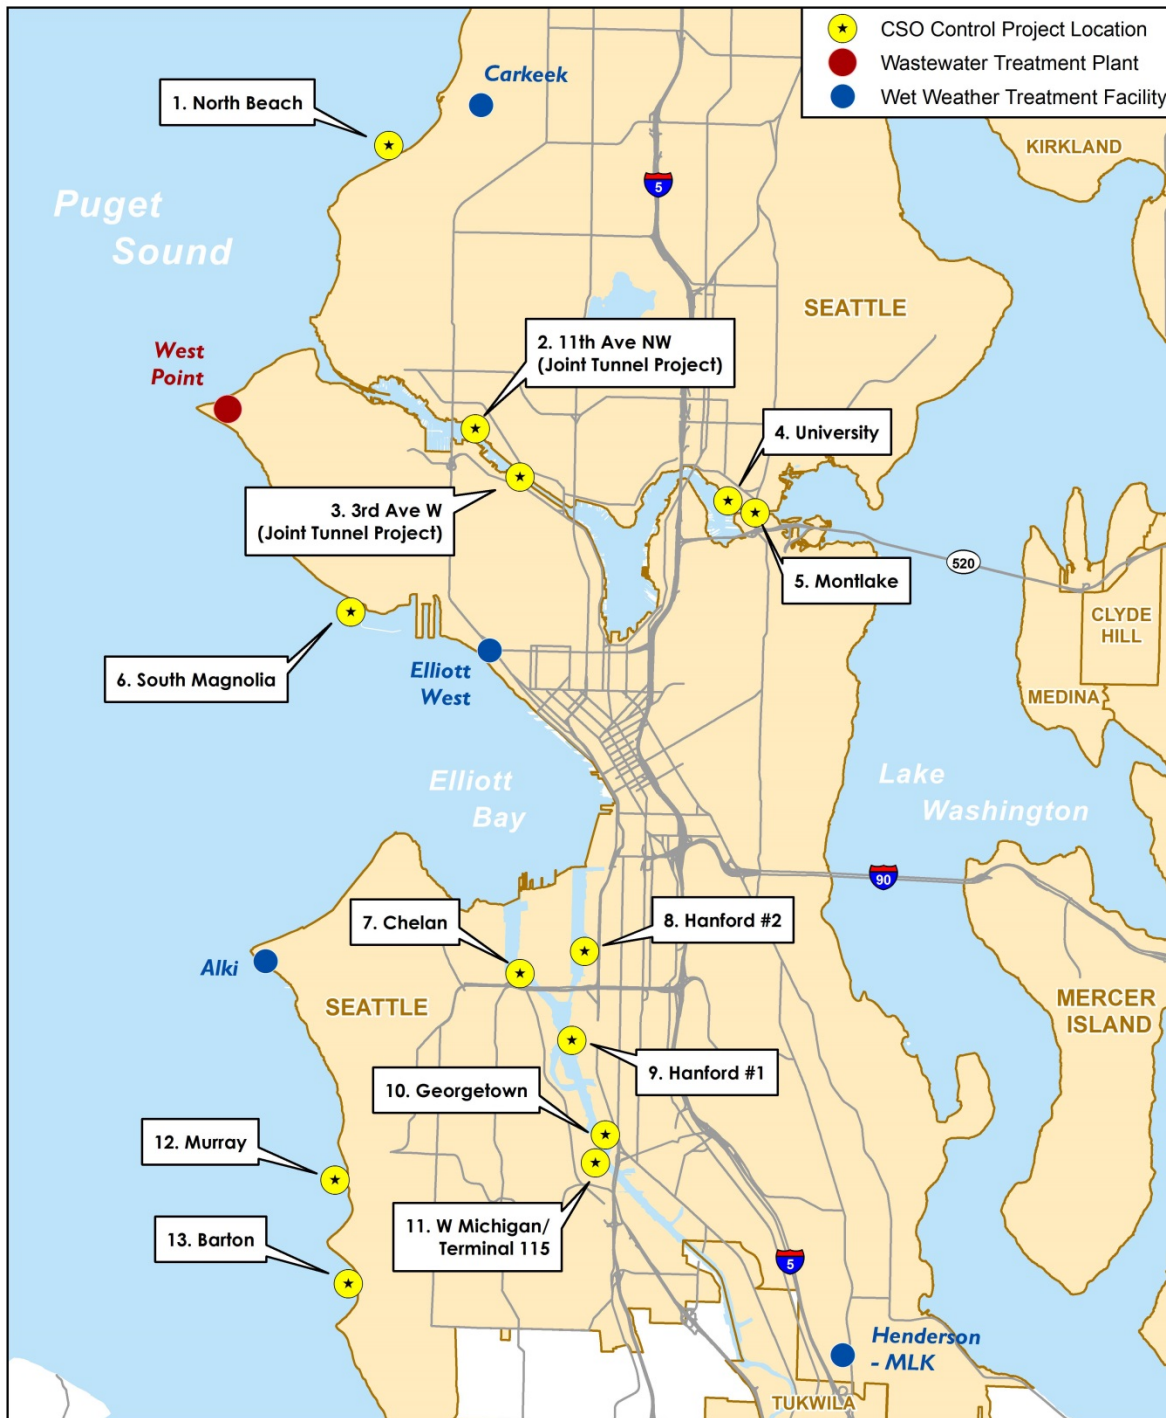 CSO Control Project Location
Wastewater Treatment Plant
Wet Weather Treatment Facility
Carkeek
1. North Beach
KIRKLAND
5
Puget
Sound
SEATTLE
2. 11th Ave NW
(Joint Tunnel Project)
West
Point
4. University
3. 3rd Ave W
(Joint Tunnel Project)
520
5. Montlake
CLYDE
HILL
6. South Magnolia
Elliott
West
MEDINA
Elliott
Bay
Lake
Washington
90
7. Chelan
8. Hanford #2
Alki
SEATTLE
MERCER
ISLAND
9. Hanford #1
10. Georgetown
12. Murray
11. W Michigan/
Terminal 115
13. Barton
5
Henderson
- MLK
TUKWILA